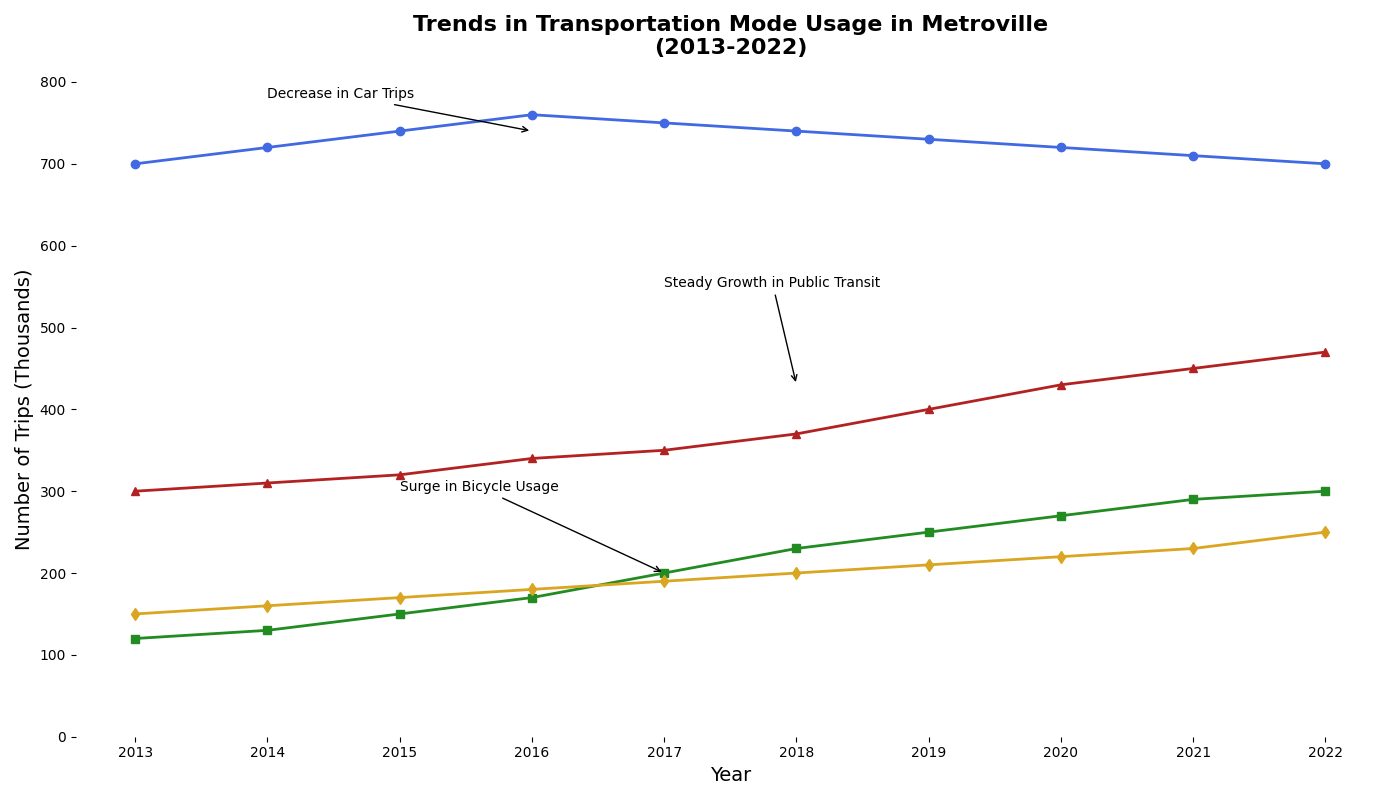 Trends in Transportation Mode Usage in Metroville
(2013-2022)
Number of Trips (Thousands)
800
700
600
500
400
300
200
100
0
Decrease in Car Trips
Steady Growth in Public Transit
Surge in Bicycle Usage
2013 2014 2015 2016 2017 2018 2019 2020 2021 2022
Year